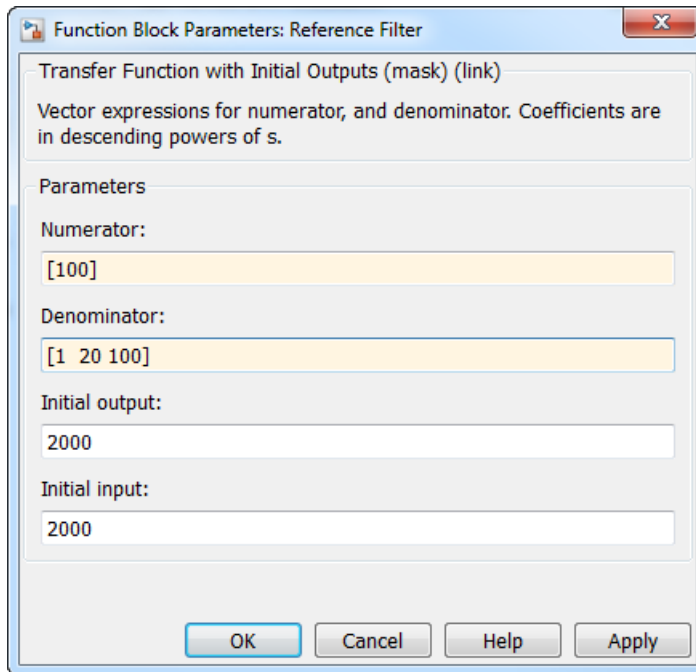 Function Block Parameters: Reference Filter
Transfer Function with Initial Outputs (mask) (link)
Vector expressions for numerator, and denominator. Coefficients are
in descending powers of s.
Parameters
Numerator:
[100]
Denominator:
[1  20 100]
Initial output:
2000
Initial input:
2000
OK Cancel Help Apply